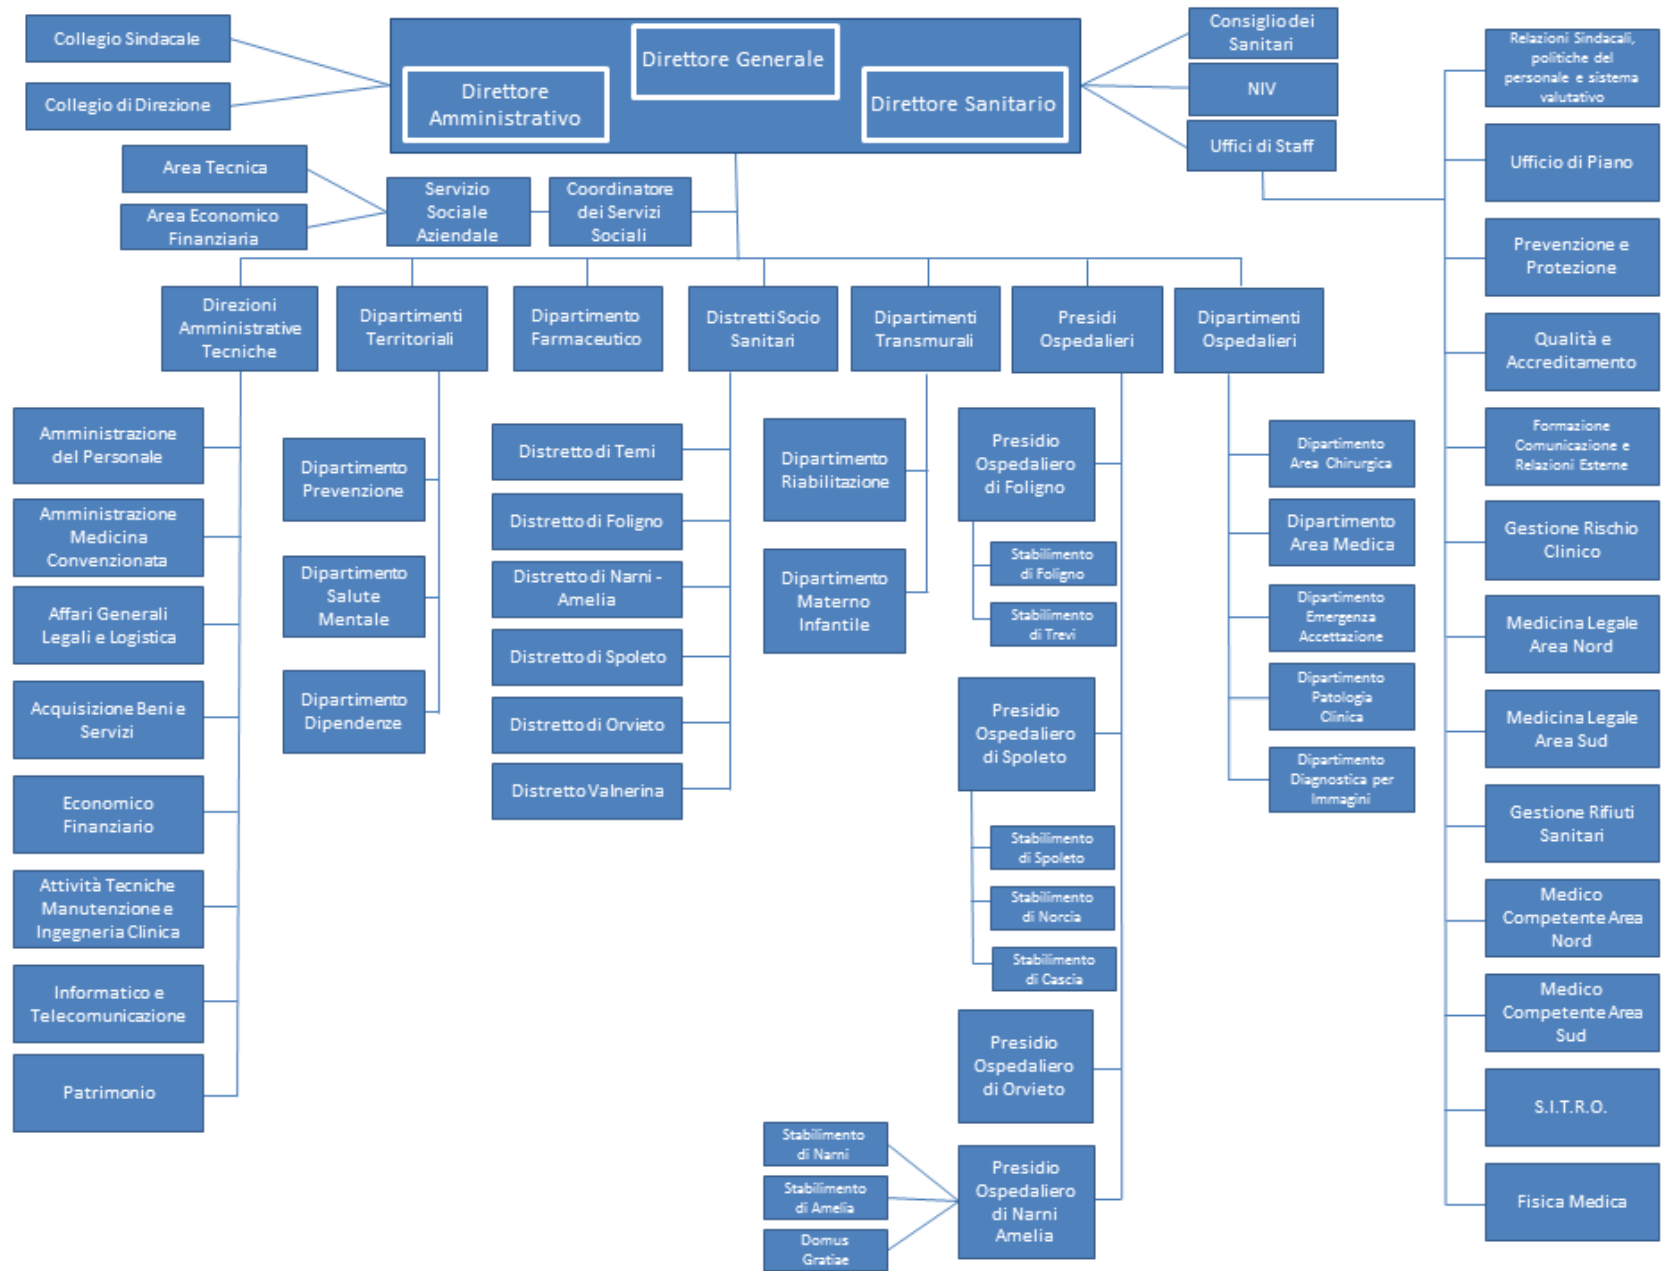 Collegio Sindacale
Collegio di Direzione
Direttore Generale
Direttore
Amministrativo
Direttore Sanitario
Consiglio dei
Sanitari
NIV
Uffici di Staff
Area Tecnica
Area Economico
Finanziaria
Servizio
Sociale
Aziendale
Coordinatore
dei Servizi
Sociali
Direzioni
Amministrative
Tecniche
Dipartimenti
Territoriali
Dipartimento
Farmaceutico
Distretti Socio
Sanitari
Dipartimenti
Transmurali
Presidi
Ospedalieri
Dipartimenti
Ospedalieri
Amministrazione
del Personale
Amministrazione
Medicina
Convenzionata
Affari Generali
Legali e Logistica
Acquisizione Beni e
Servizi
Economico
Finanziario
Attività Tecniche
Manutenzione e
Ingegneria Clinica
Informatico e
Telecomunicazione
Patrimonio
Dipartimento
Prevenzione
Dipartimento
Salute
Mentale
Dipartimento
Dipendenze
Distretto di Terni
Distretto di Foligno
Distretto di Narni -
Amelia
Distretto di Spoleto
Distretto di Orvieto
Distretto Valnerina
Dipartimento
Riabilitazione
Dipartimento
Materno
Infantile
Presidio
Ospedaliero
di Foligno
Stabilimento
di Foligno
Stabilimento
di Trevi
Presidio
Ospedaliero
di Spoleto
Stabilimento
di Spoleto
Stabilimento
di Norcia
Stabilimento
di Cascia
Presidio
Ospedaliero
di Orvieto
Presidio
Ospedaliero
di Narni
Amelia
Stabilimento
di Narni
Stabilimento
di Amelia
Domus
Gratiae
Dipartimento
Area Chirurgica
Dipartimento
Area Medica
Dipartimento
Emergenza
Accettazione
Dipartimento
Patologia
Clinica
Dipartimento
Diagnostica per
Immagini
Relazioni Sindacali,
politiche del
personale e sistema
valutativo
Ufficio di Piano
Prevenzione e
Protezione
Qualità e
Accreditamento
Formazione
Comunicazione e
Relazioni Esterne
Gestione Rischio
Clinico
Medicina Legale
Area Nord
Medicina Legale
Area Sud
Gestione Rifiuti
Sanitari
Medico
Competente Area
Nord
Medico
Competente Area
Sud
S.I.T.R.O.
Fisica Medica